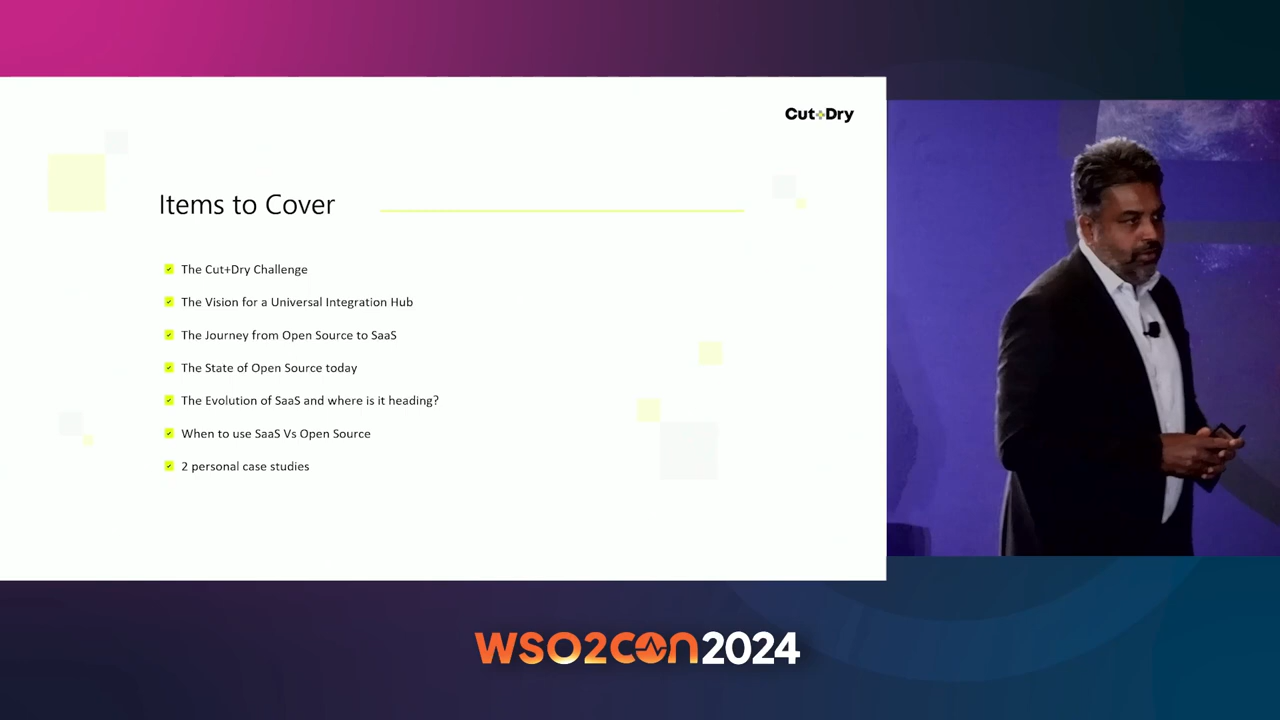 Cut+Dry
Items to Cover
The Cut+Dry Challenge
The Vision for a Universal Integration Hub
The Journey from Open Source to SaaS
The State of Open Source today
The Evolution of SaaS and where is it heading?
When to use SaaS Vs Open Source
2 personal case studies
WSO2CON2024